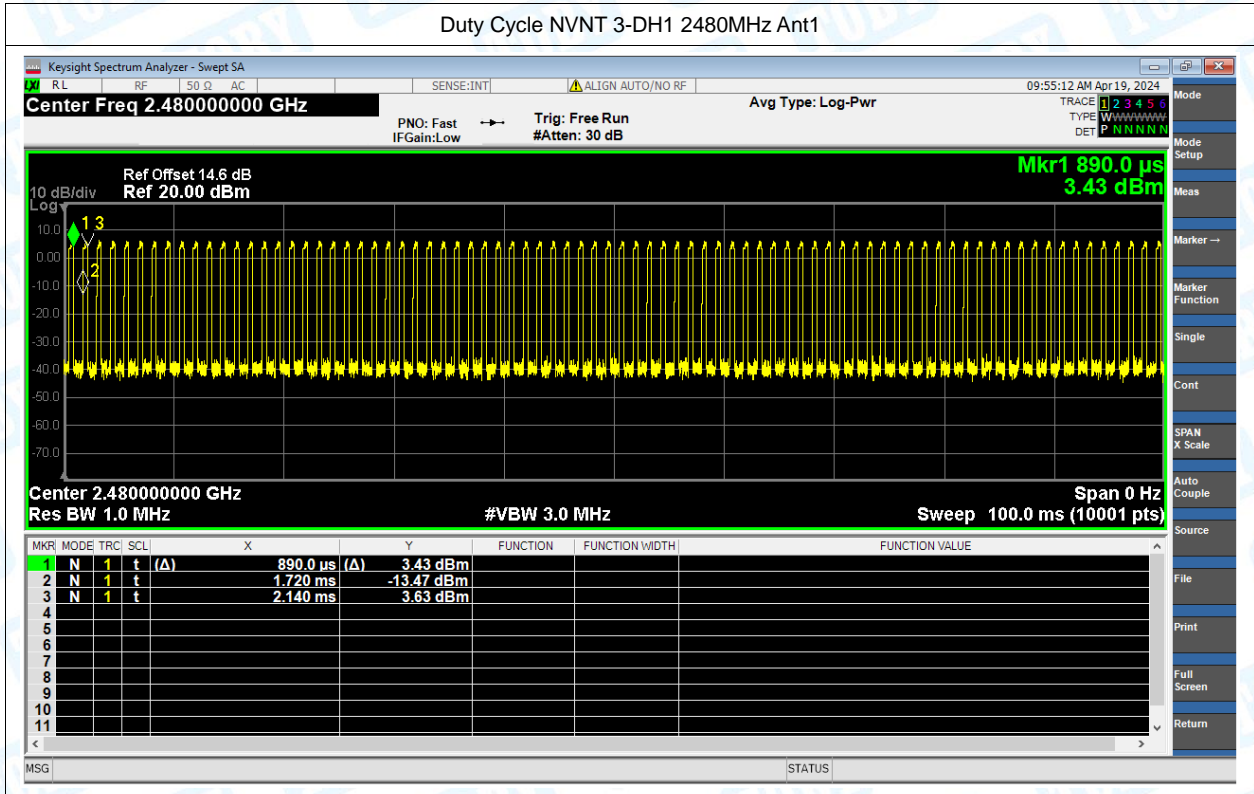 Duty Cycle NVNT 3-DH1 2480MHz Ant1
Keysight Spectrum Analyzer - Swept SA
LXI RL RF 50 Ω AC SENSE:INT ALIGN AUTO/NO RF 09:55:12 AM Apr 19, 2024
Center Freq 2.480000000 GHz
PNO: Fast
IFGain:Low
Trig: Free Run
#Atten: 30 dB
Avg Type: Log-Pwr
TRACE 1 2 3 4 5 6
TYPE W W W W W W
DET P N N N N N
Mkr1 890.0 µs
3.43 dBm
Ref Offset 14.6 dB
10 dB/div Ref 20.00 dBm
Log
10.0
0.00
-10.0
-20.0
-30.0
-40.0
-50.0
-60.0
-70.0
1 3
2
Center 2.480000000 GHz Span 0 Hz
Res BW 1.0 MHz #VBW 3.0 MHz Sweep 100.0 ms (10001 pts)
MKR MODE TRC SCL X Y FUNCTION FUNCTION WIDTH FUNCTION VALUE
1 N 1 t (Δ) 890.0 µs (Δ) 3.43 dBm
2 N 1 t 1.720 ms -13.47 dBm
3 N 1 t 2.140 ms 3.63 dBm
4
5
6
7
8
9
10
11
MSG STATUS
Mode
Mode Setup
Meas
Marker →
Marker Function
Single
Cont
SPAN X Scale
Auto Couple
Source
File
Print
Full Screen
Return